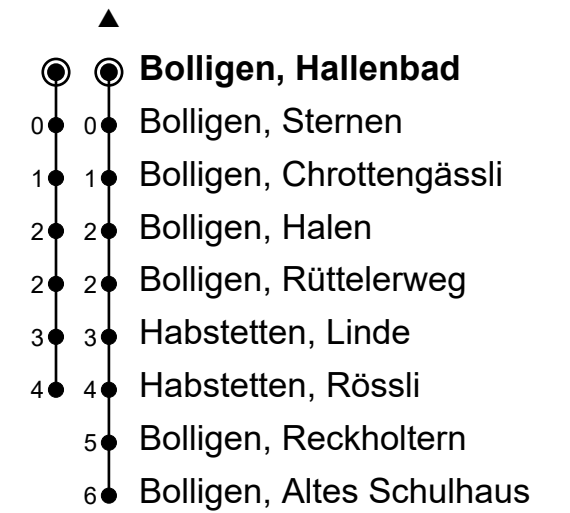 ▲
Bolligen, Hallenbad
0 0 Bolligen, Sternen
1 1 Bolligen, Chrottengässli
2 2 Bolligen, Halen
2 2 Bolligen, Rüttelerweg
3 3 Habstetten, Linde
4 4 Habstetten, Rössli
5 Bolligen, Reckholtern
6 Bolligen, Altes Schulhaus